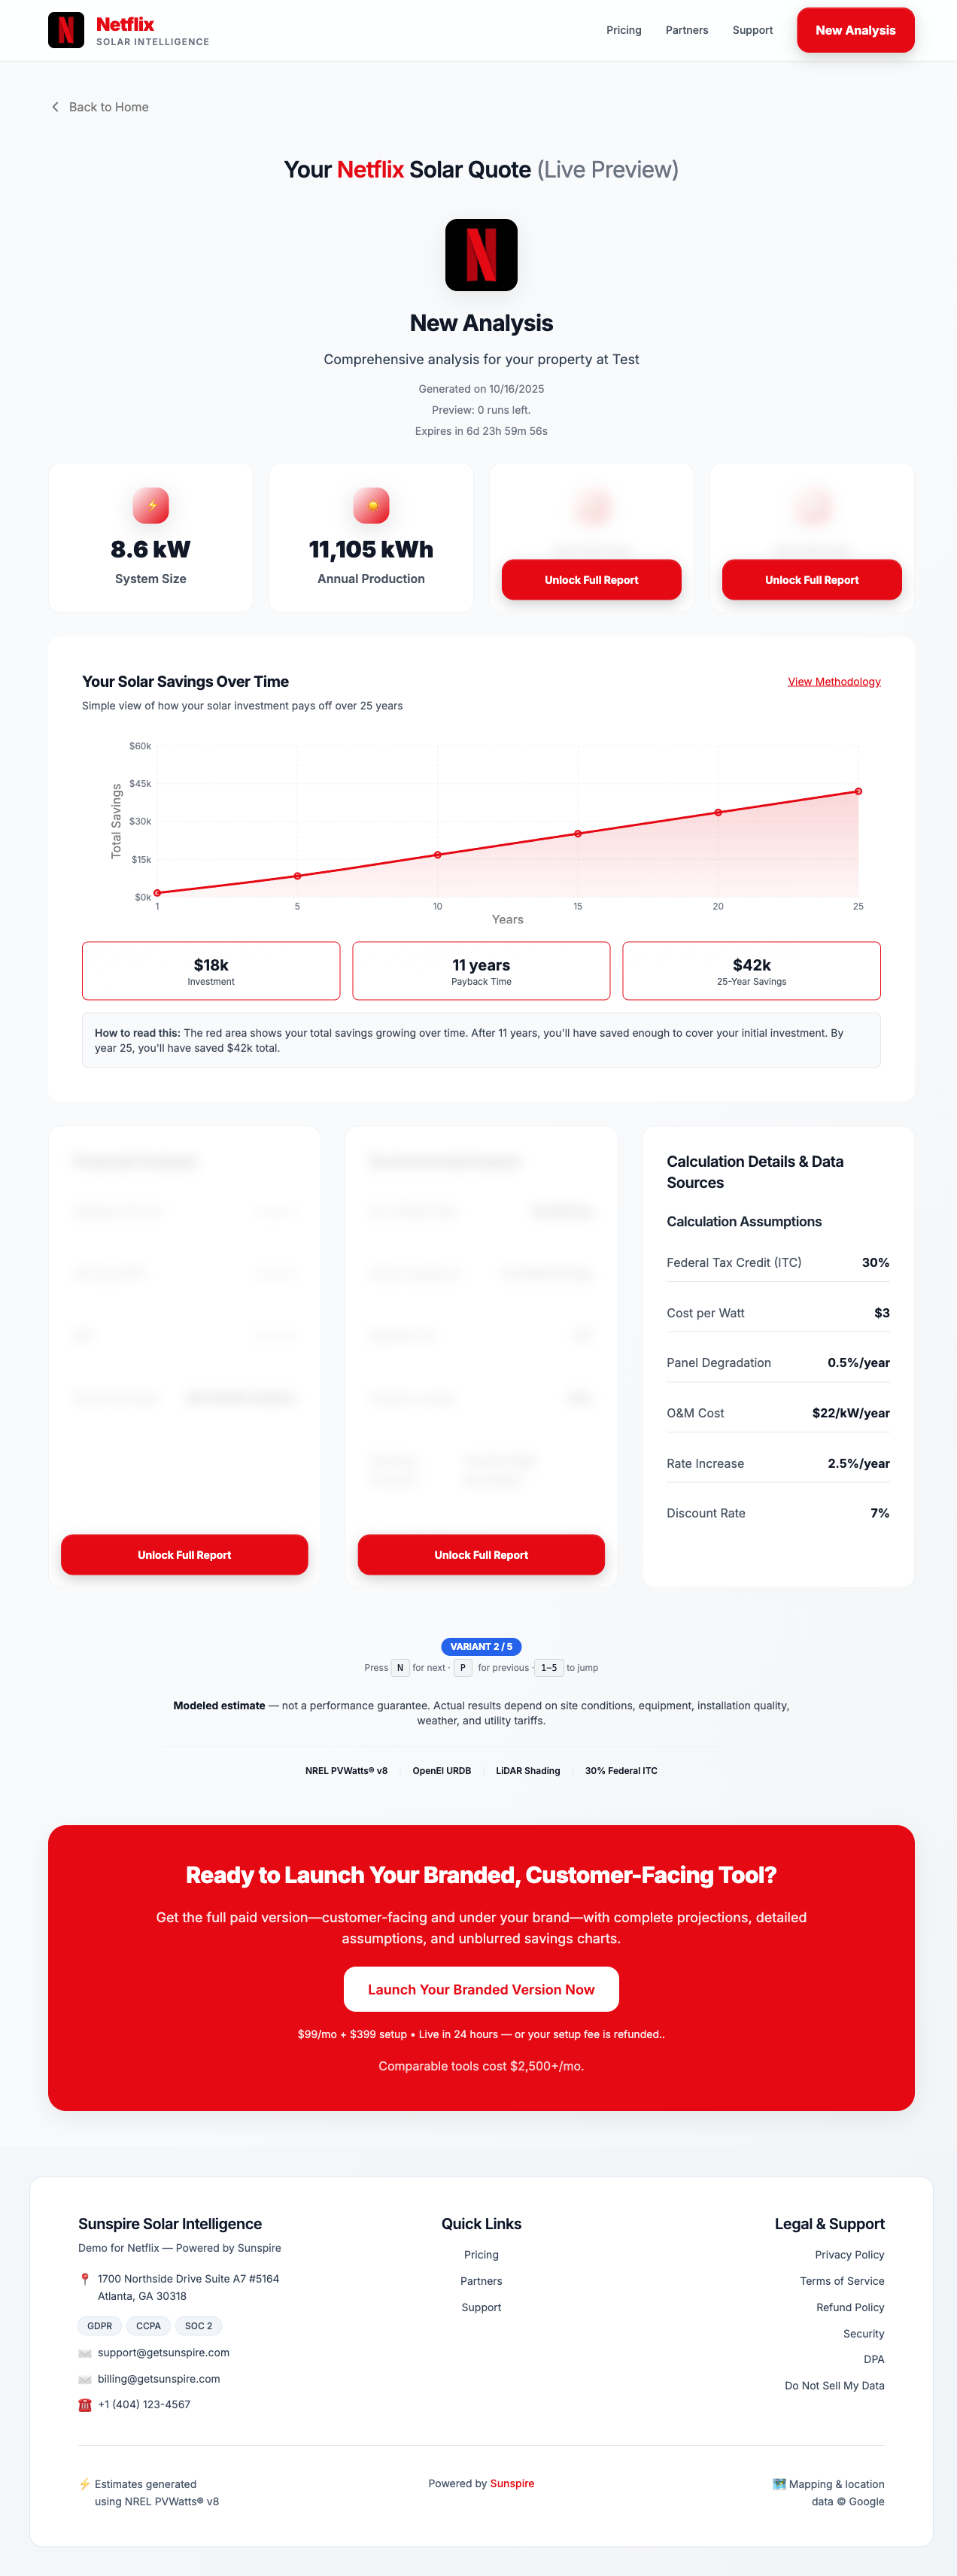 Netflix
SOLAR INTELLIGENCE
Pricing
Partners
Support
New Analysis
Back to Home
Your Netflix Solar Quote (Live Preview)
New Analysis
Comprehensive analysis for your property at Test
Generated on 10/16/2025
Preview: 0 runs left.
Expires in 6d 23h 59m 56s
8.6 kW
System Size
11,105 kWh
Annual Production
Unlock Full Report
Unlock Full Report
Your Solar Savings Over Time
View Methodology
Simple view of how your solar investment pays off over 25 years
$60k
$45k
$30k
$15k
$0k
Total Savings
1
5
10
15
20
25
Years
$18k
Investment
11 years
Payback Time
$42k
25-Year Savings
How to read this: The red area shows your total savings growing over time. After 11 years, you'll have saved enough to cover your initial investment. By
year 25, you'll have saved $42k total.
Unlock Full Report
Unlock Full Report
Calculation Details & Data
Sources
Calculation Assumptions
Federal Tax Credit (ITC) 30%
Cost per Watt $3
Panel Degradation 0.5%/year
O&M Cost $22/kW/year
Rate Increase 2.5%/year
Discount Rate 7%
VARIANT 2 / 5
Press N for next · P for previous · 1–5 to jump
Modeled estimate — not a performance guarantee. Actual results depend on site conditions, equipment, installation quality,
weather, and utility tariffs.
NREL PVWatts® v8
OpenEI URDB
LiDAR Shading
30% Federal ITC
Ready to Launch Your Branded, Customer-Facing Tool?
Get the full paid version—customer-facing and under your brand—with complete projections, detailed
assumptions, and unblurred savings charts.
Launch Your Branded Version Now
$99/mo + $399 setup • Live in 24 hours — or your setup fee is refunded..
Comparable tools cost $2,500+/mo.
Sunspire Solar Intelligence
Demo for Netflix — Powered by Sunspire
1700 Northside Drive Suite A7 #5164
Atlanta, GA 30318
GDPR
CCPA
SOC 2
support@getsunspire.com
billing@getsunspire.com
+1 (404) 123-4567
Quick Links
Pricing
Partners
Support
Legal & Support
Privacy Policy
Terms of Service
Refund Policy
Security
DPA
Do Not Sell My Data
Estimates generated
using NREL PVWatts® v8
Powered by Sunspire
Mapping & location
data © Google